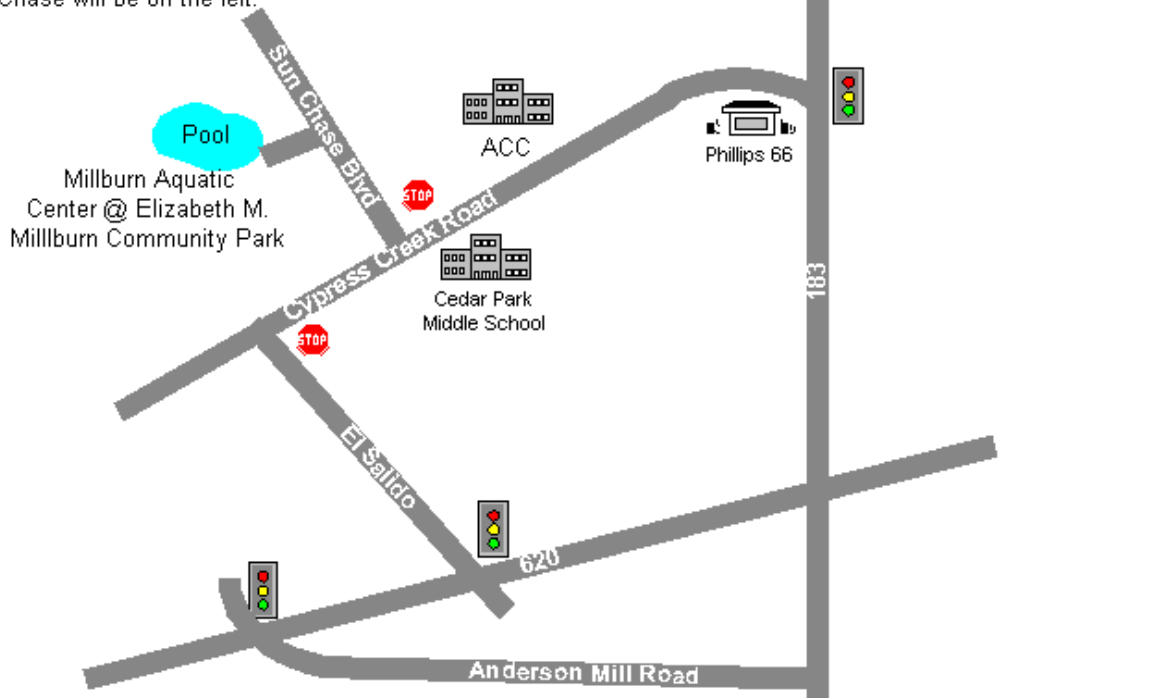 Chase will be on the left.
Sun Chase Blvd
Pool
ACC
Phillips 66
Millburn Aquatic
Center @ Elizabeth M.
Milllburn Community Park
STOP
Cypress Creek Road
Cedar Park
Middle School
183
STOP
El Salido
620
Anderson Mill Road